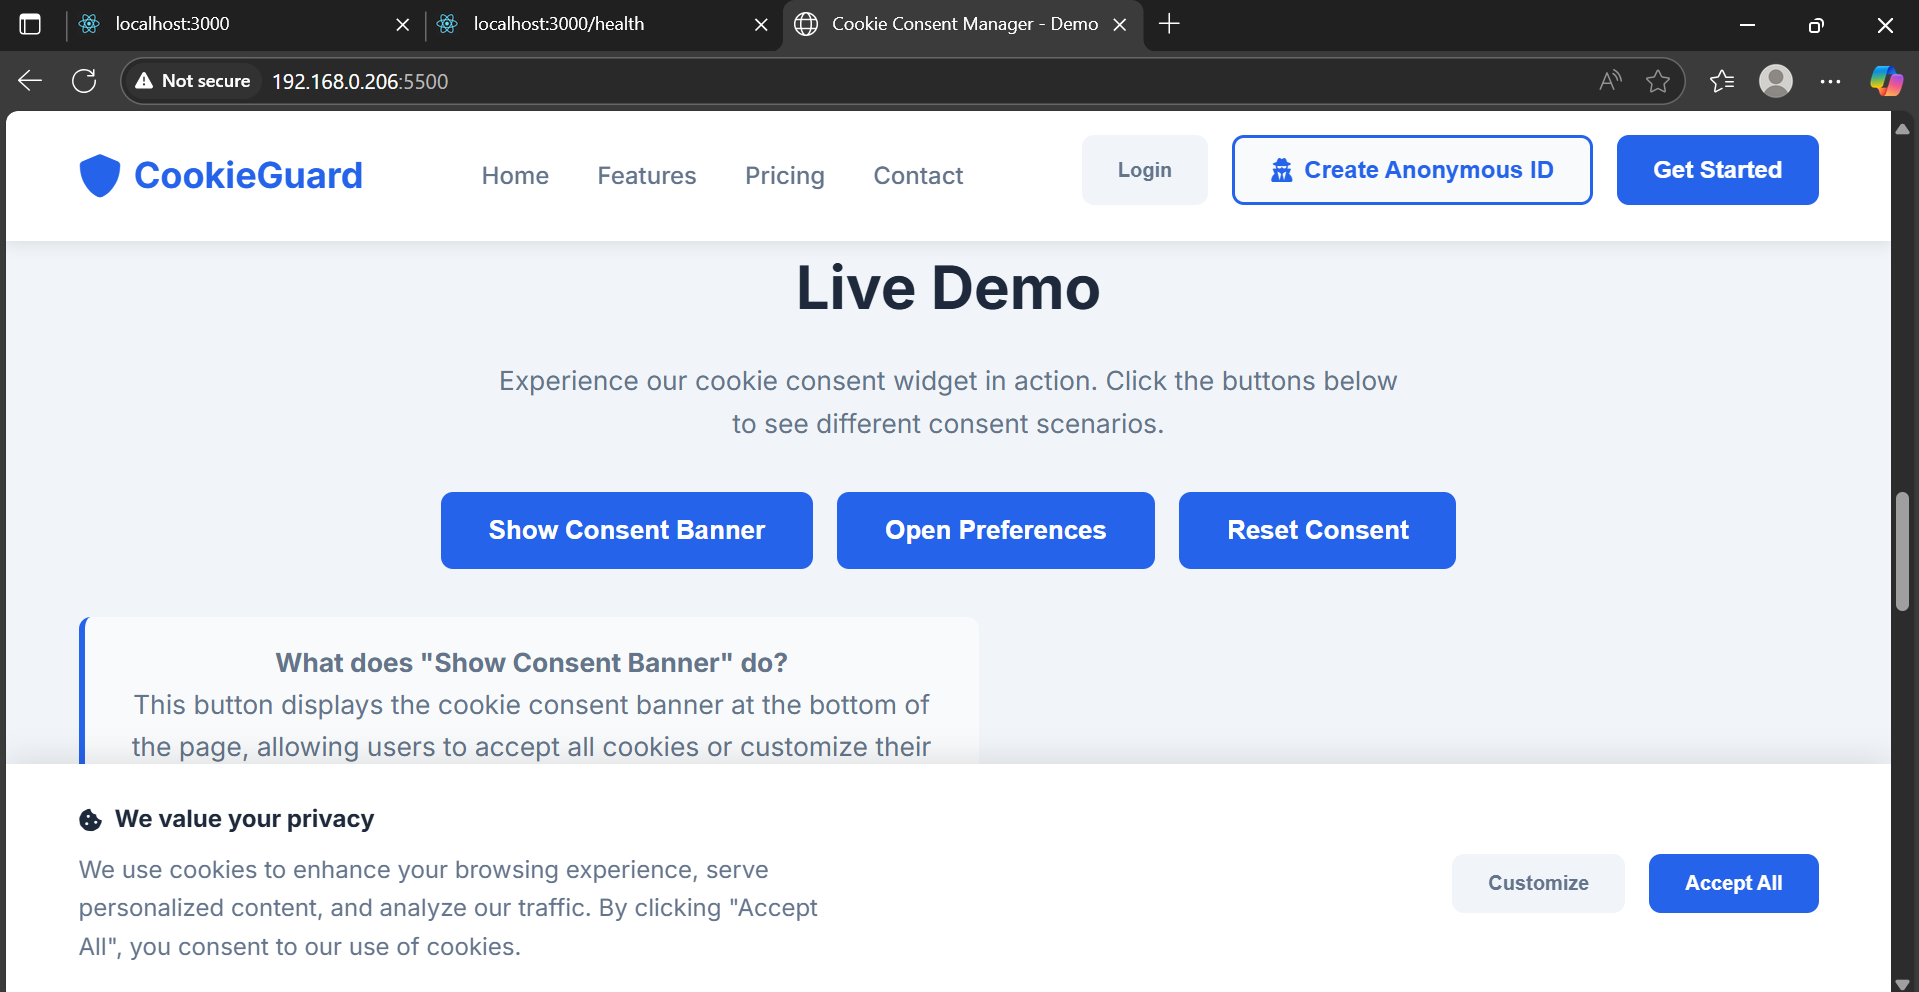 localhost:3000
localhost:3000/health
Cookie Consent Manager - Demo
Not secure
192.168.0.206:5500
CookieGuard
Home
Features
Pricing
Contact
Login
Create Anonymous ID
Get Started
Live Demo
Experience our cookie consent widget in action. Click the buttons below
to see different consent scenarios.
Show Consent Banner
Open Preferences
Reset Consent
What does "Show Consent Banner" do?
This button displays the cookie consent banner at the bottom of
the page, allowing users to accept all cookies or customize their
We value your privacy
We use cookies to enhance your browsing experience, serve
personalized content, and analyze our traffic. By clicking "Accept
All", you consent to our use of cookies.
Customize
Accept All